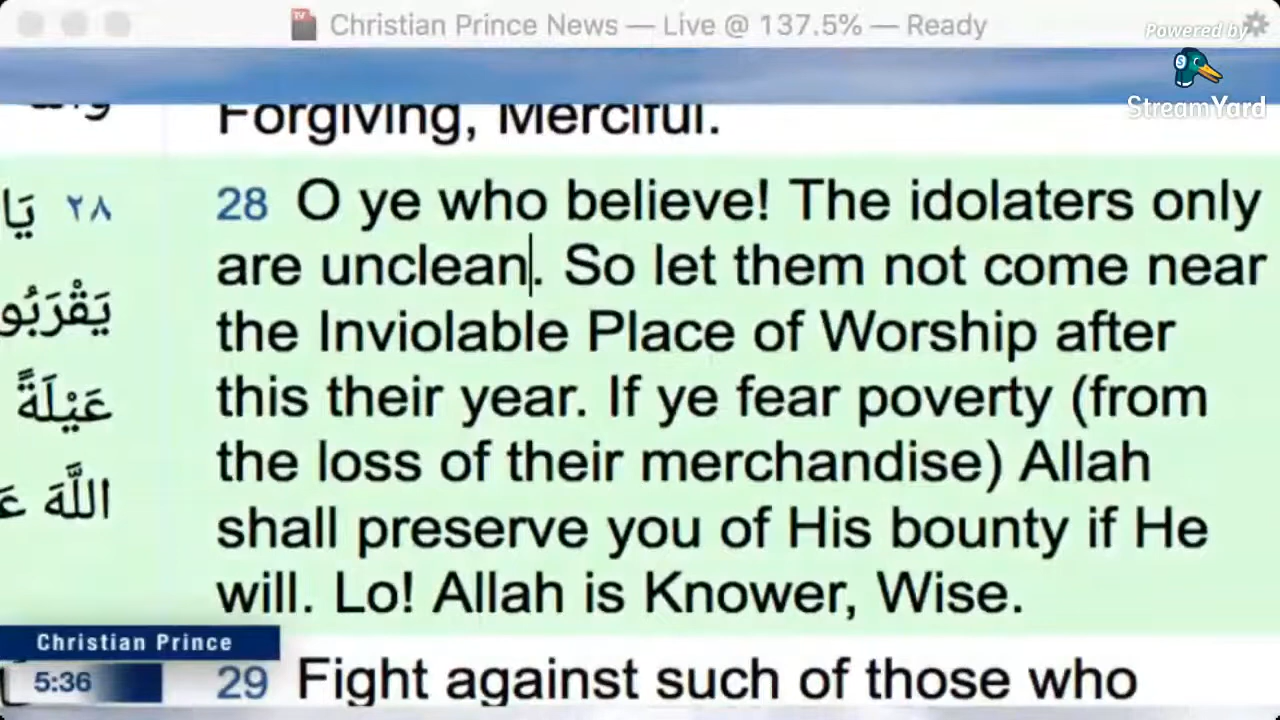 Christian Prince News — Live @ 137.5% — Ready
Powered by
StreamYard
Forgiving, Merciful.
٢٨ يَا
28 O ye who believe! The idolaters only
are unclean. So let them not come near
يَقْرَبُو
the Inviolable Place of Worship after
عَيْلَةً
this their year. If ye fear poverty (from
the loss of their merchandise) Allah
اللَّهَ عَ
shall preserve you of His bounty if He
will. Lo! Allah is Knower, Wise.
Christian Prince
5:36
29 Fight against such of those who